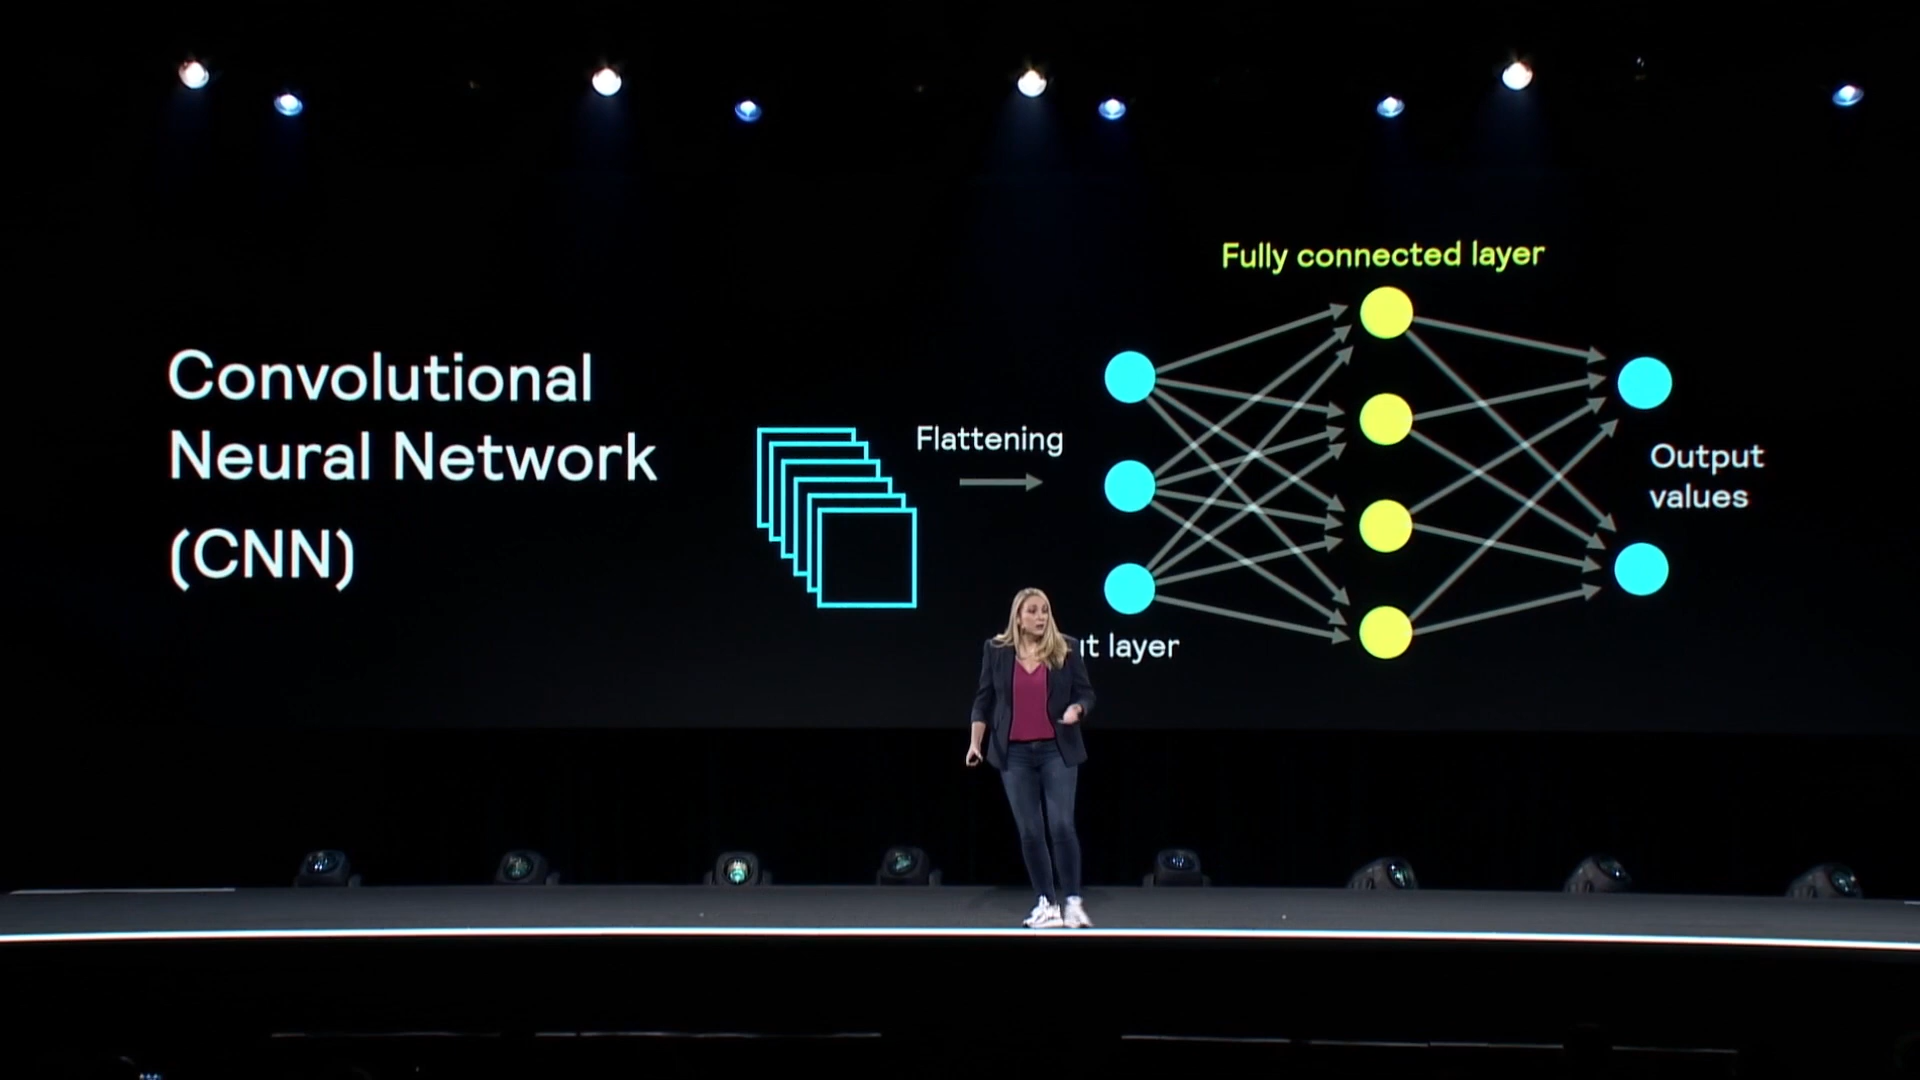 Convolutional
Neural Network
(CNN)
Flattening
Fully connected layer
layer
Output
values